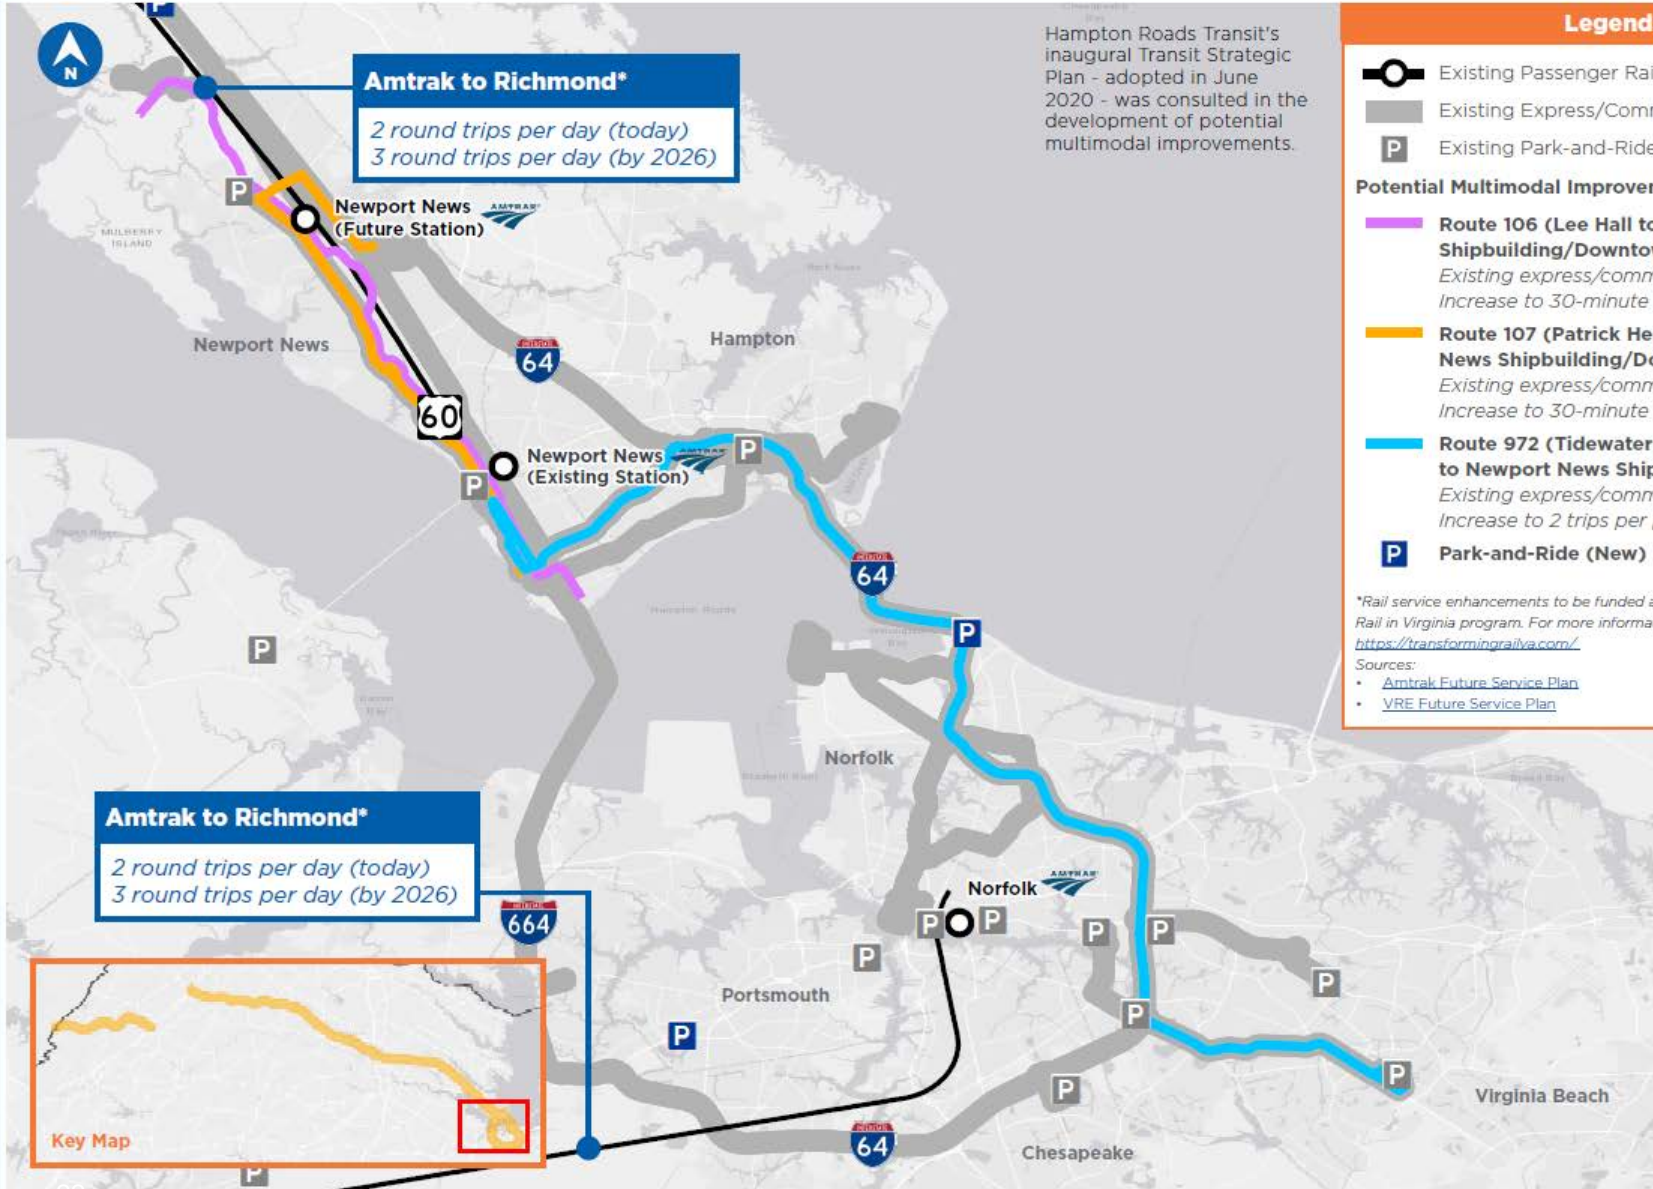 P
N
Amtrak to Richmond*
2 round trips per day (today)
3 round trips per day (by 2026)
Hampton Roads Transit's
inaugural Transit Strategic
Plan - adopted in June
2020 - was consulted in the
development of potential
multimodal improvements.
P
Newport News
(Future Station)
AMTRAK
MULBERRY
ISLAND
Newport News
Hampton
64
60
Newport News
(Existing Station)
AMTRAK
P
P
64
Hampton Roads
P
P
Norfolk
Amtrak to Richmond*
2 round trips per day (today)
3 round trips per day (by 2026)
664
Norfolk
AMTRAK
P
P
P
P
P
P
Portsmouth
P
P
P
P
Virginia Beach
64
Chesapeake
Key Map
P
Legend
Existing Passenger Rai
Existing Express/Comm
P Existing Park-and-Ride
Potential Multimodal Improver
Route 106 (Lee Hall to
Shipbuilding/Downto
Existing express/comm
Increase to 30-minute
Route 107 (Patrick He
News Shipbuilding/Do
Existing express/comm
Increase to 30-minute
Route 972 (Tidewater
to Newport News Ship
Existing express/comm
Increase to 2 trips per
P Park-and-Ride (New)
*Rail service enhancements to be funded a
Rail in Virginia program. For more informa
https://transformingrailva.com/
Sources:
• Amtrak Future Service Plan
• VRE Future Service Plan